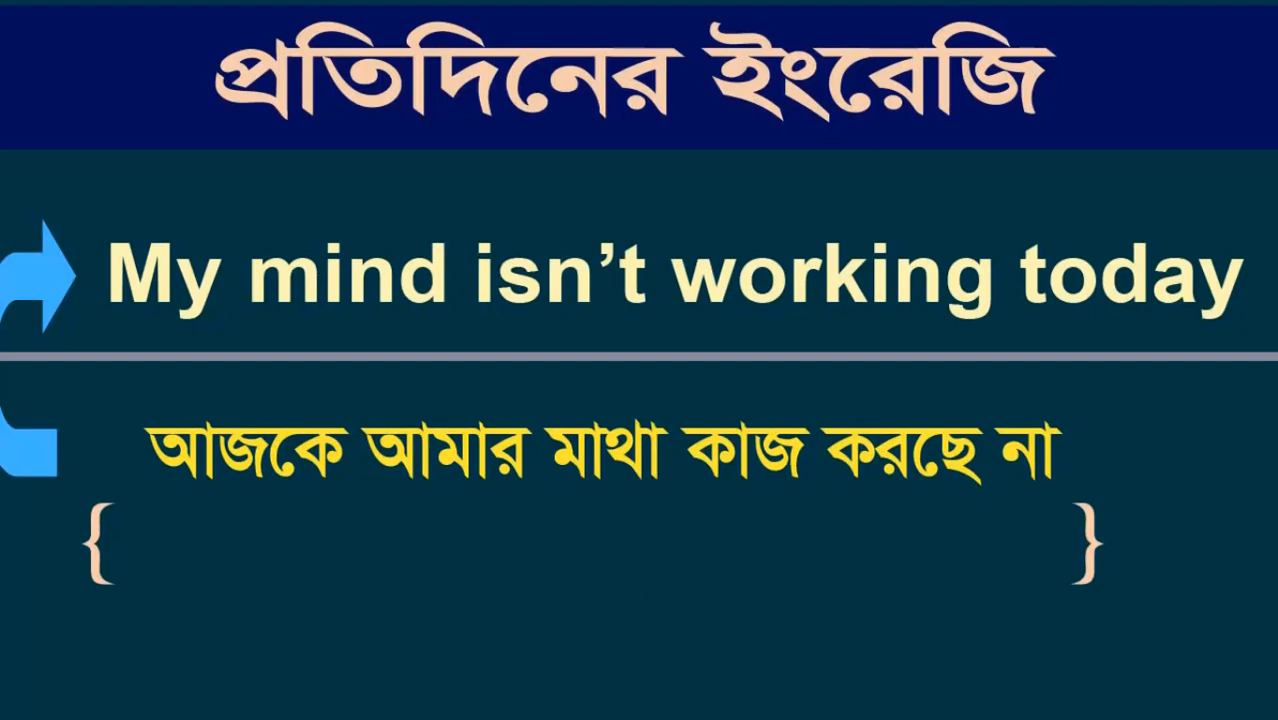 প্রতিদিনের ইংরেজি
My mind isn’t working today
আজকে আমার মাথা কাজ করছে না
{ }